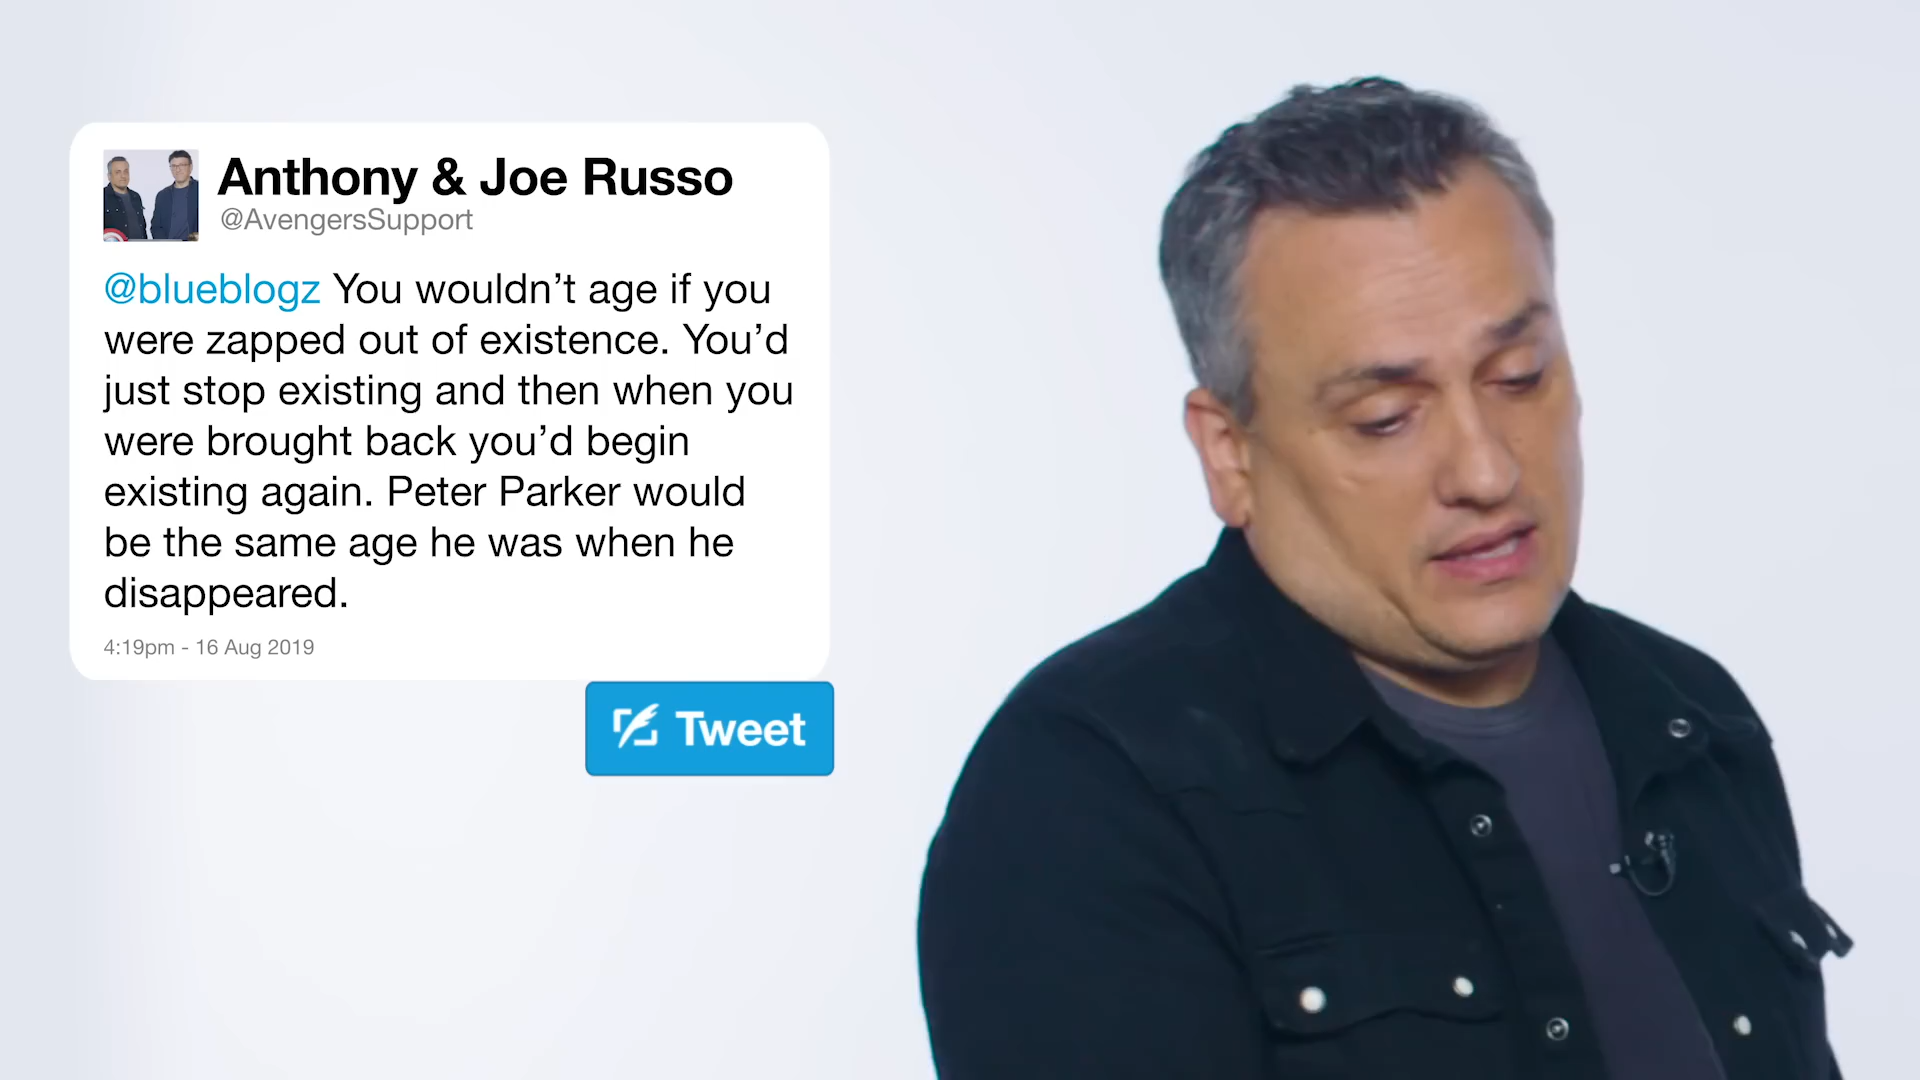 Anthony & Joe Russo
@AvengersSupport
@blueblogz You wouldn’t age if you
were zapped out of existence. You’d
just stop existing and then when you
were brought back you’d begin
existing again. Peter Parker would
be the same age he was when he
disappeared.
4:19pm - 16 Aug 2019
Tweet